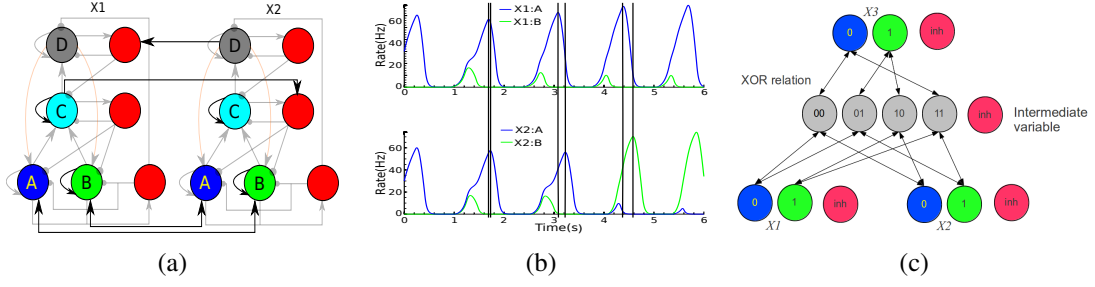 X1 X2
D D
C C
A B A B
(a)
Rate(Hz)
60
40
20
0
X1:A
X1:B
0 1 2 3 4 5 6
Rate(Hz)
60
40
20
0
X2:A
X2:B
0 1 2 3 4 5 6
Time(s)
(b)
X3
0 1 inh
XOR relation
00 01 10 11 inh
Intermediate
variable
0 1 inh 0 1 inh
X1 X2
(c)